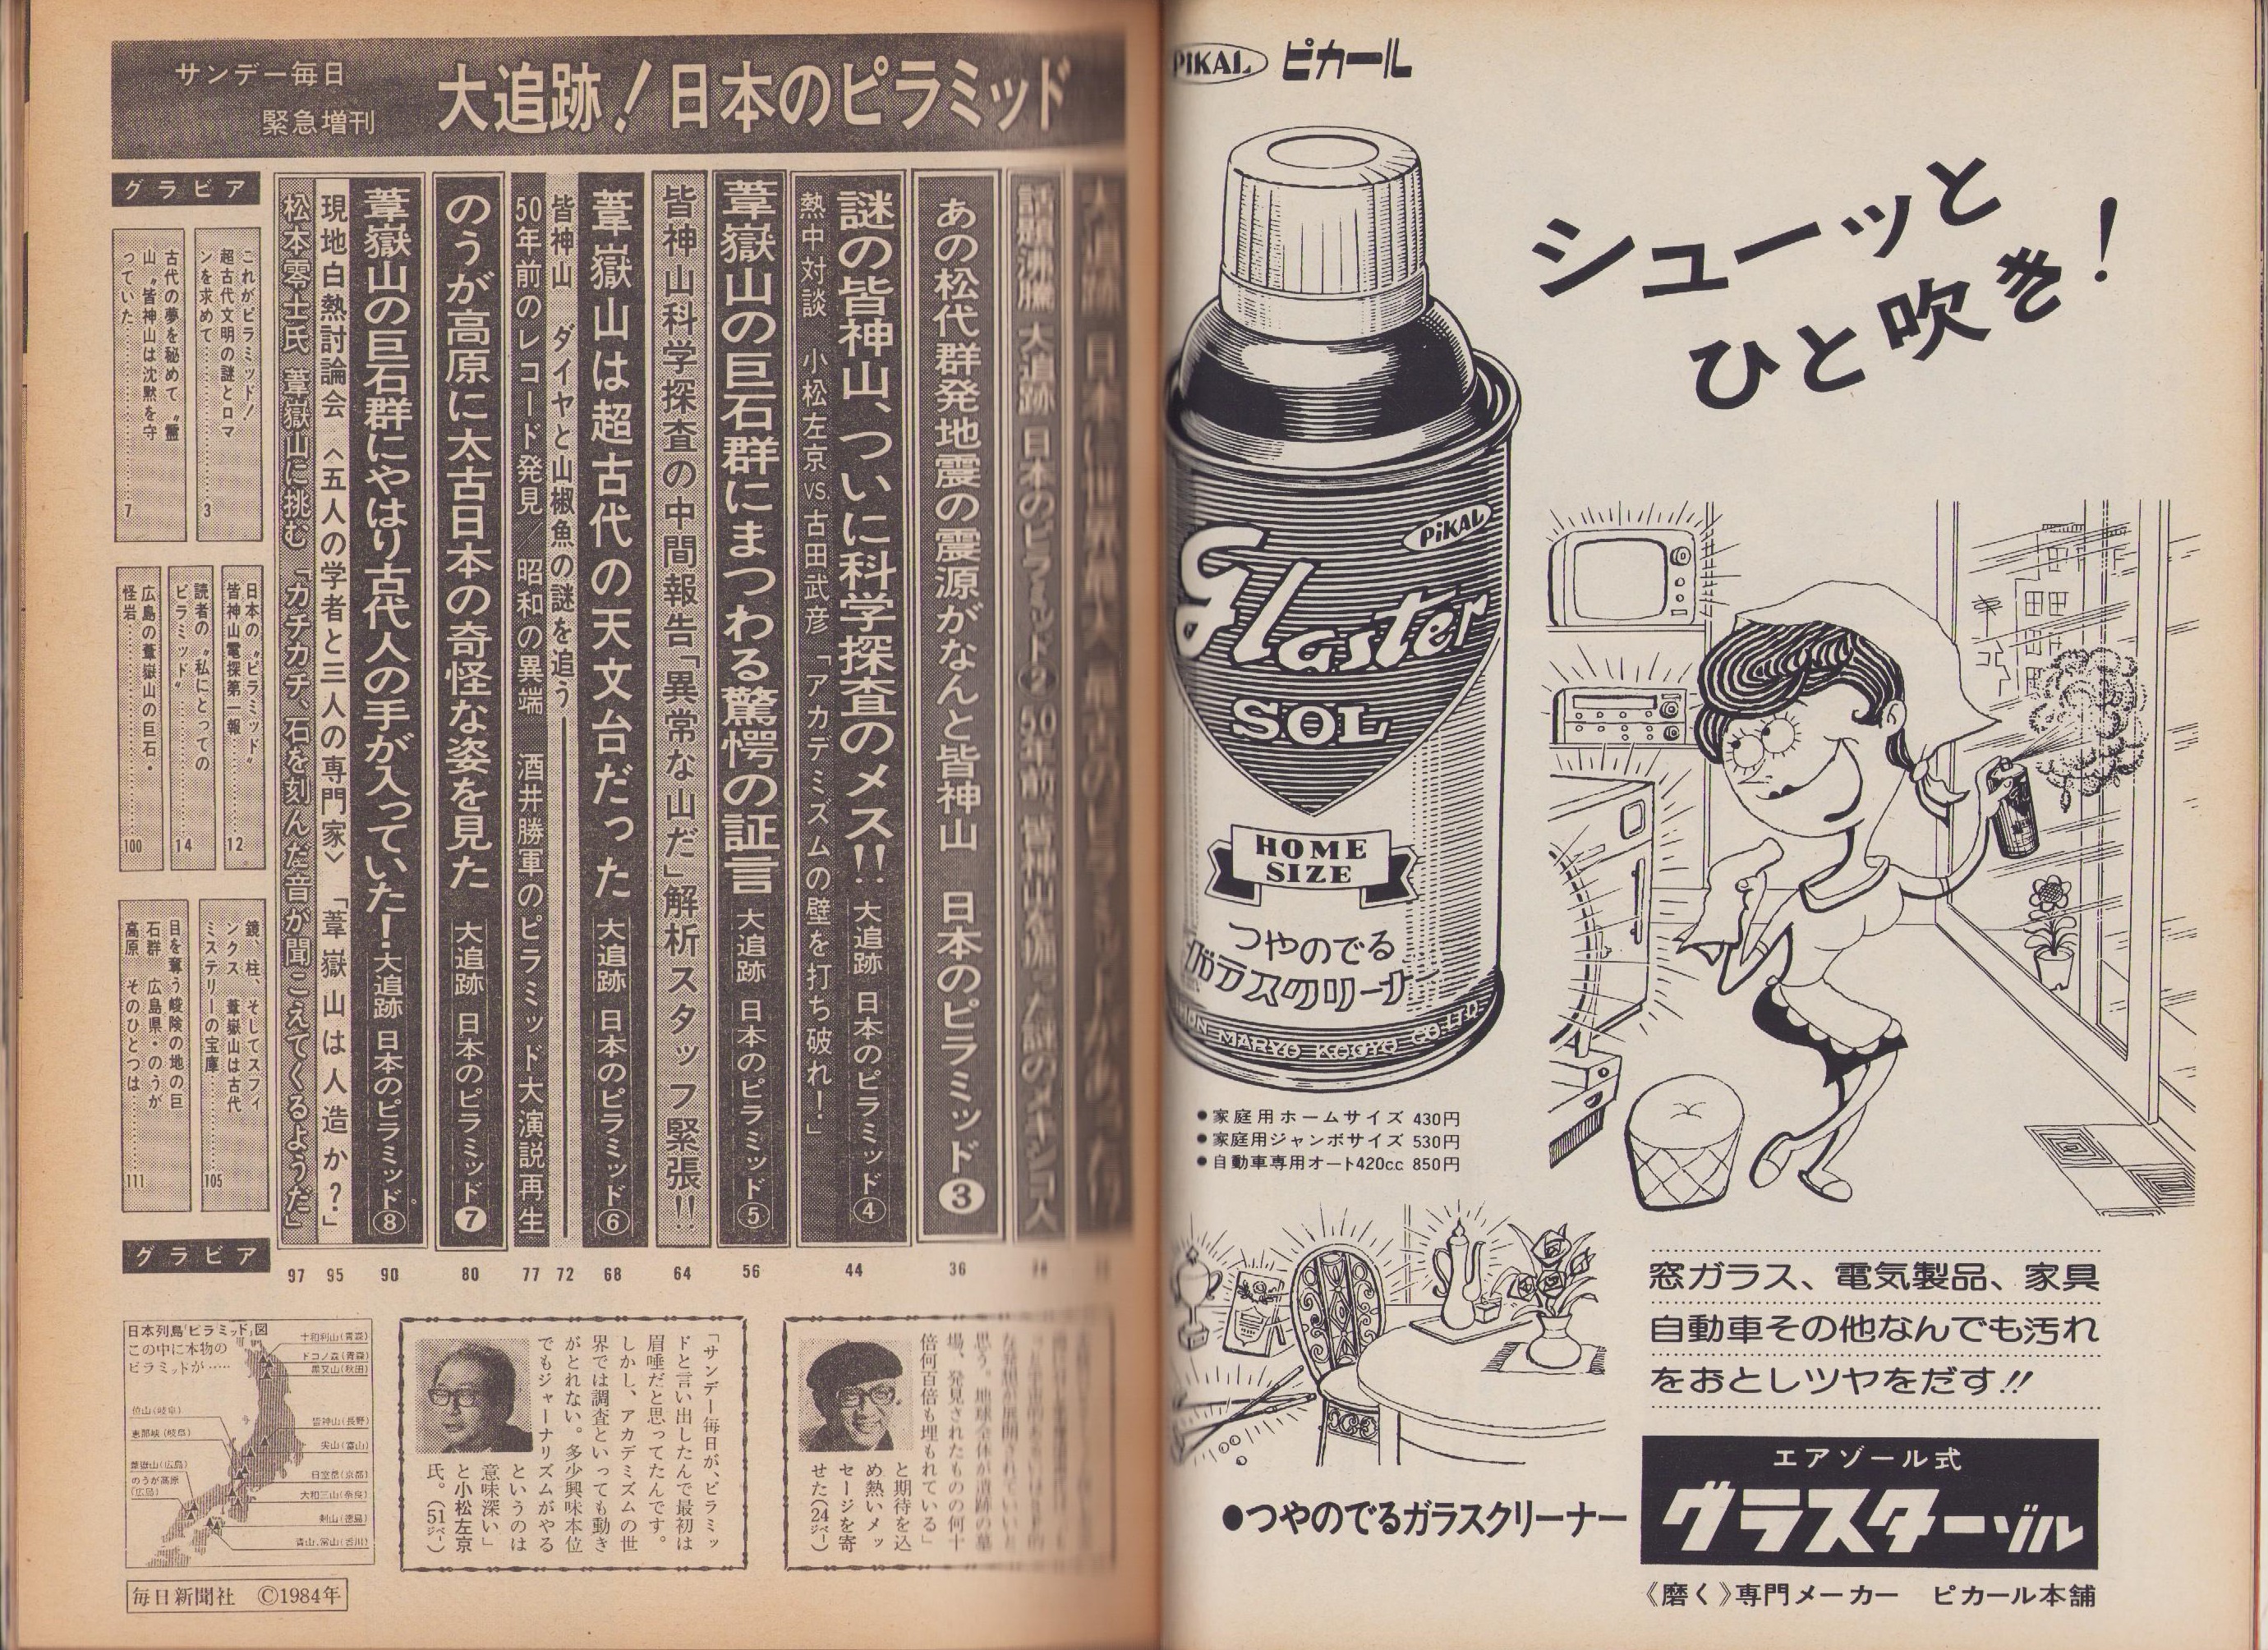 PIKAL ピカール
シューッと
ひと吹き!
PiKAL
Glaster
SOL
HOME
SIZE
つやのでる
ガラスクリーナー
MARYO KOGYO CO.LTD.
●家庭用ホームサイズ 430円
●家庭用ジャンボサイズ 530円
●自動車専用オート420cc 850円
窓ガラス、電気製品、家具
自動車その他なんでも汚れ
をおとしツヤをだす!!
●つやのでるガラスクリーナー
エアゾール式
グラスターゾル
《磨く》専門メーカー ピカール本舗
サンデー毎日
緊急増刊
大追跡!日本のピラミッド
話題沸騰 大追跡 日本のピラミッド❷
あの松代群発地震の震源がなんと皆神山 日本のピラミッド❸ 36
謎の皆神山、ついに科学探査のメス!! 大追跡 日本のピラミッド④ 44
熱中対談 小松左京vs.古田武彦「アカデミズムの壁を打ち破れ!」
葦嶽山の巨石群にまつわる驚愕の証言 大追跡 日本のピラミッド⑤ 56
皆神山科学探査の中間報告「異常な山だ」解析スタッフ緊張!! 64
葦嶽山は超古代の天文台だった 大追跡 日本のピラミッド⑥ 68
皆神山 ダイヤと山椒魚の謎を追う 72
50年前のレコード発見/昭和の異端 酒井勝軍のピラミッド大演説再生 77
のうが高原に太古日本の奇怪な姿を見た 大追跡 日本のピラミッド❼ 80
葦嶽山の巨石群にやはり古代人の手が入っていた!大追跡 日本のピラミッド⑧ 90
現地白熱討論会〈五人の学者と三人の専門家〉「葦嶽山は人造か?」 95
松本零士氏 葦嶽山に挑む「カチカチ、石を刻んだ音が聞こえてくるようだ」 97
グラビア
これがピラミッド!
超古代文明の謎とロマ
ンを求めて……… 3
古代の夢を秘めて〝霊
山〟皆神山は沈黙を守
っていた……… 7
日本の〝ピラミッド〟
皆神山電探第一報……… 12
読者の〝私にとっての
ピラミッド〟……… 14
広島の葦嶽山の巨石・
怪岩……… 100
鏡、柱、そしてスフィ
ンクス 葦嶽山は古代
ミステリーの宝庫……… 105
目を奪う峻険の地の巨
石群 広島県・のうが
高原 そのひとつは……… 111
グラビア
思う。地球全体が遺跡の墓
場、発見されたものの何十
倍何百倍も埋もれている」
と期待を込
め熱いメッ
セージを寄
せた(24ページ)
「サンデー毎日が、ピラミッ
ドと言い出したんで最初は
眉唾だと思ってたんです。
しかし、アカデミズムの世
界では調査といっても動き
がとれない。多少興味本位
でもジャーナリズムがやる
というのは
意味深い」
と小松左京
氏。(51ページ)
日本列島「ピラミッド」図
この中に本物の
ピラミッドが……
十和利山(青森)
ドコノ森(青森)
黒又山(秋田)
皆神山(長野)
尖山(富山)
日室岳(京都)
大和三山(奈良)
剣山(徳島)
位山(岐阜)
恵那峡(岐阜)
葦嶽山(広島)
のうが高原
(広島)
毎日新聞社 ©1984年